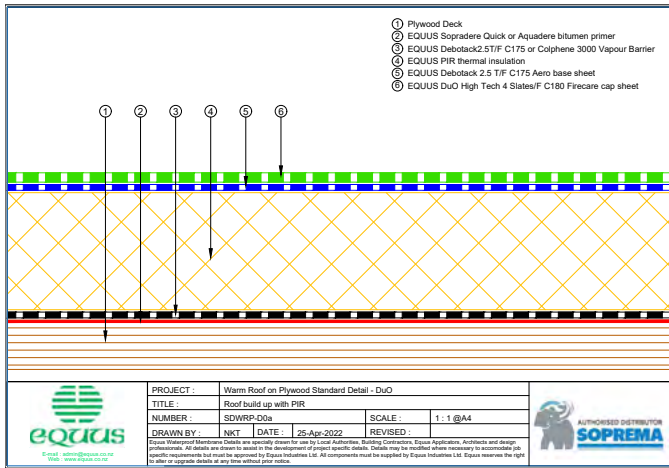 ① Plywood Deck
② EQUUS Sopradere Quick or Aquadere bitumen primer
③ EQUUS Debotack2.5T/F C175 or Colphene 3000 Vapour Barrier
④ EQUUS PIR thermal insulation
⑤ EQUUS Debotack 2.5 T/F C175 Aero base sheet
⑥ EQUUS DuO High Tech 4 Slates/F C180 Firecare cap sheet
① ② ③ ④ ⑤ ⑥
equus
E-mail : admin@equus.co.nz
Web : www.equus.co.nz
PROJECT : Warm Roof on Plywood Standard Detail - DuO
TITLE : Roof build up with PIR
NUMBER : SDWRP-D0a SCALE : 1 : 1 @A4
DRAWN BY : NKT DATE : 25-Apr-2022 REVISED :
Equus Waterproof Membrane Details are specially drawn for use by Local Authorities, Building Contractors, Equus Applicators, Architects and design
professionals. All details are drawn to assist in the development of project specific details. Details may be modified where necessary to accomodate job
specific requirements but must be approved by Equus Industries Ltd. All components must be supplied by Equus Industries Ltd. Equus reserves the right
to alter or upgrade details at any time without prior notice.
AUTHORISED DISTRIBUTOR
SOPREMA